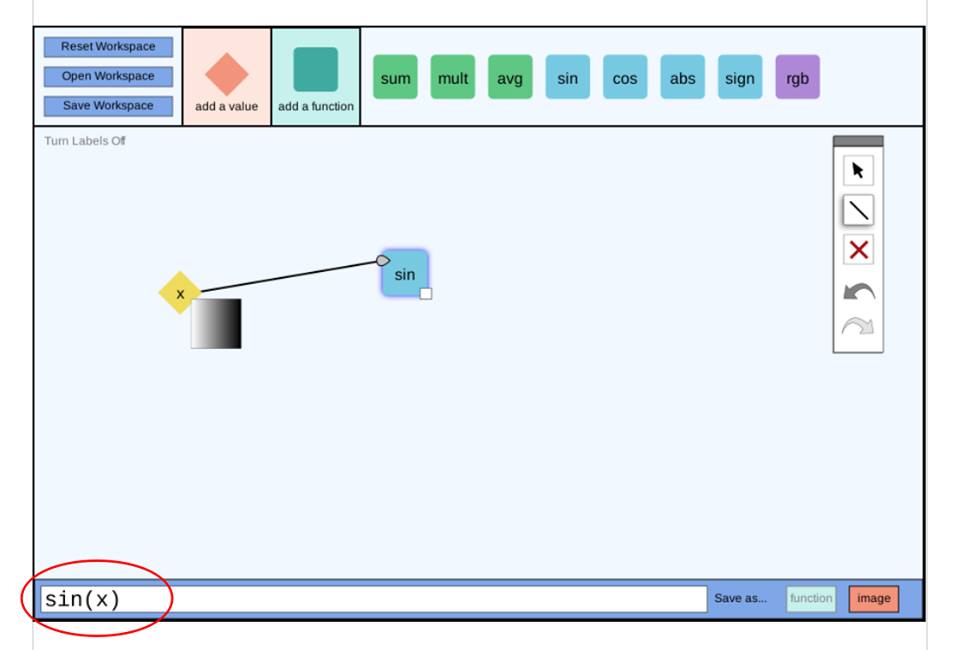 Reset Workspace
Open Workspace
Save Workspace
add a value
add a function
sum mult avg sin cos abs sign rgb
Turn Labels Off
x
sin
sin(x)
Save as...
function
image